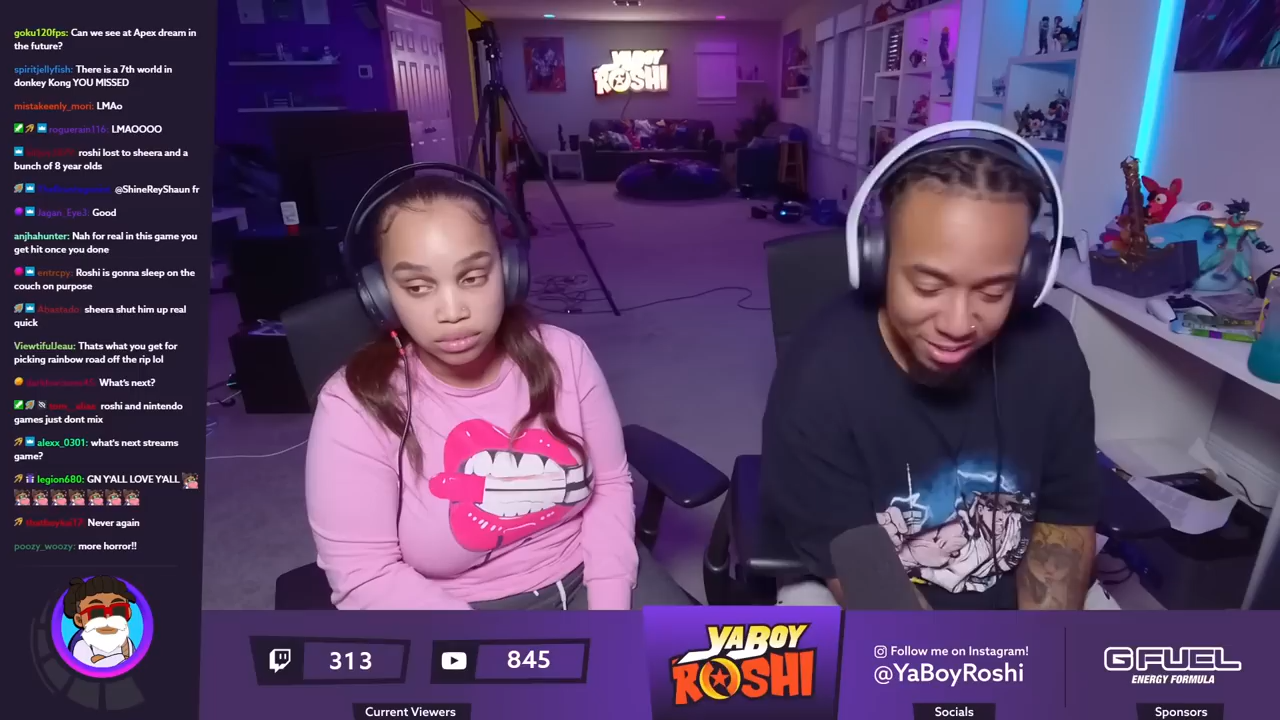 goku120fps: Can we see at Apex dream in
the future?
spiritjellyfish: There is a 7th world in
donkey Kong YOU MISSED
mistakeenly_mori: LMAo
roguerain116: LMAOOOO
roshi lost to sheera and a
bunch of 8 year olds
@ShineReyShaun fr
Jagan_Eye3: Good
anjhahunter: Nah for real in this game you
get hit once you done
entrcpy: Roshi is gonna sleep on the
couch on purpose
Abastado: sheera shut him up real
quick
ViewtifulJeau: Thats what you get for
picking rainbow road off the rip lol
What's next?
roshi and nintendo
games just dont mix
alexx_0301: what's next streams
game?
legion680: GN Y'ALL LOVE Y'ALL
Never again
poozy_woozy: more horror!!
YABOY
ROSHI
313
845
Current Viewers
YABOY
ROSHI
Follow me on Instagram!
@YaBoyRoshi
Socials
G FUEL
ENERGY FORMULA
Sponsors